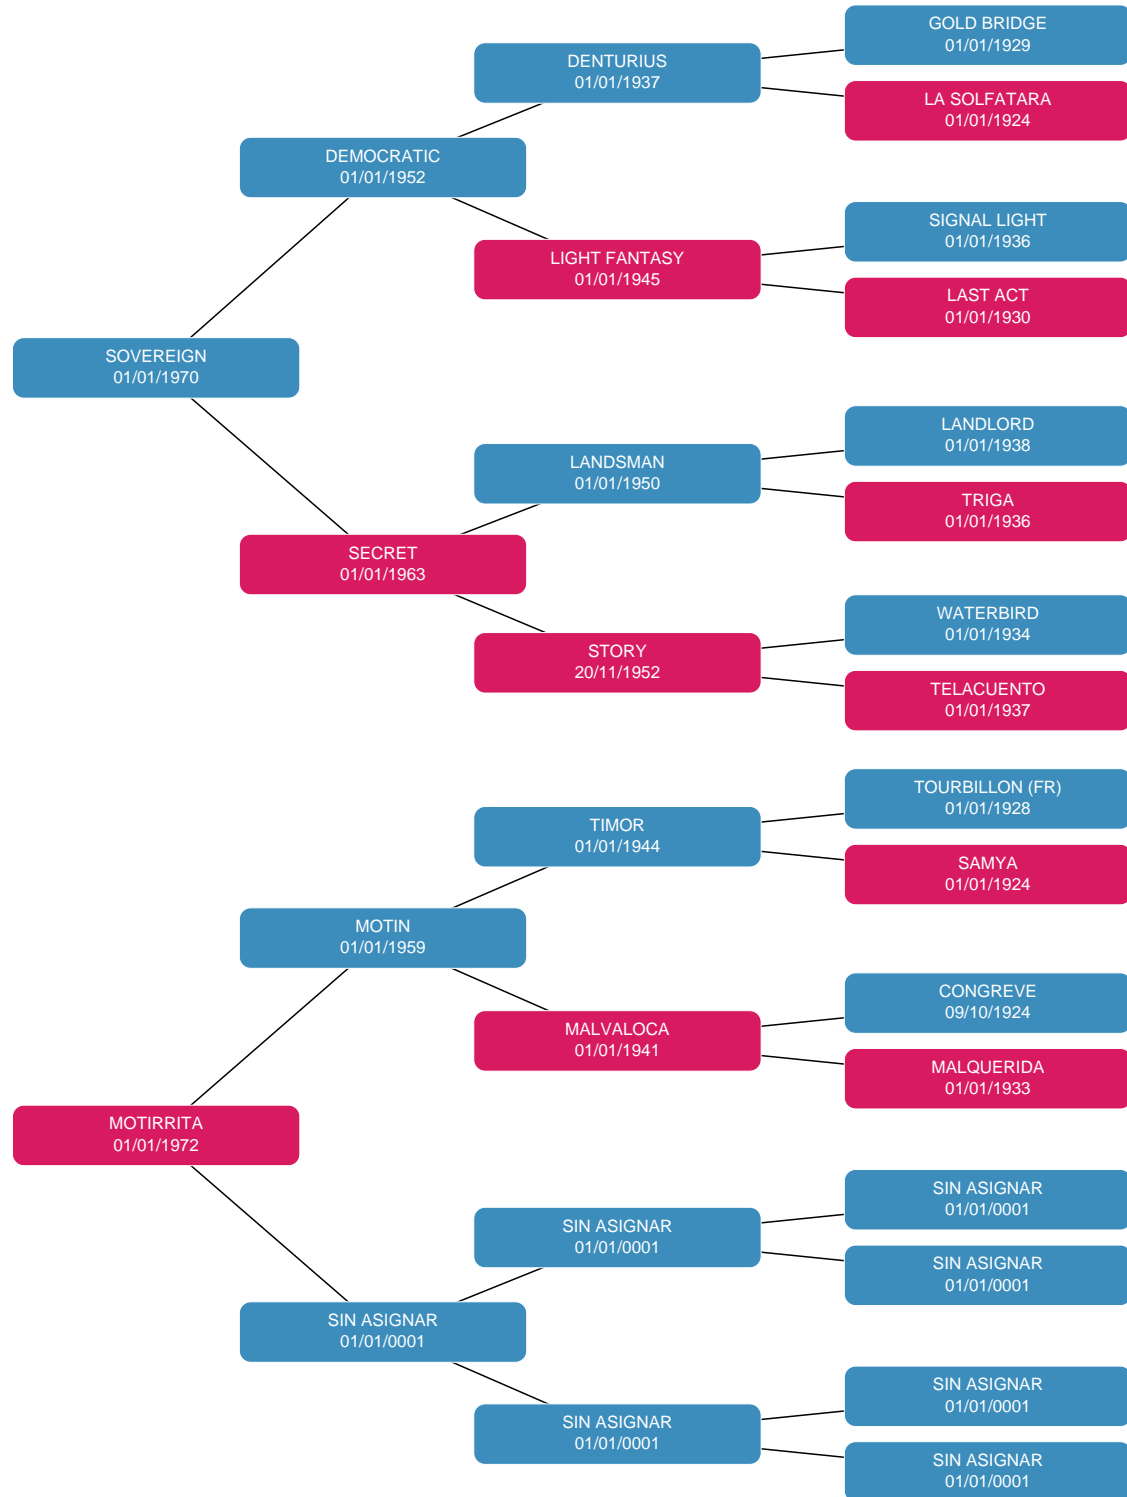 GOLD BRIDGE
01/01/1929
DENTURIUS
01/01/1937
LA SOLFATARA
01/01/1924
DEMOCRATIC
01/01/1952
SIGNAL LIGHT
01/01/1936
LIGHT FANTASY
01/01/1945
LAST ACT
01/01/1930
SOVEREIGN
01/01/1970
LANDLORD
01/01/1938
LANDSMAN
01/01/1950
TRIGA
01/01/1936
SECRET
01/01/1963
WATERBIRD
01/01/1934
STORY
20/11/1952
TELACUENTO
01/01/1937
TOURBILLON (FR)
01/01/1928
TIMOR
01/01/1944
SAMYA
01/01/1924
MOTIN
01/01/1959
CONGREVE
09/10/1924
MALVALOCA
01/01/1941
MALQUERIDA
01/01/1933
MOTIRRITA
01/01/1972
SIN ASIGNAR
01/01/0001
SIN ASIGNAR
01/01/0001
SIN ASIGNAR
01/01/0001
SIN ASIGNAR
01/01/0001
SIN ASIGNAR
01/01/0001
SIN ASIGNAR
01/01/0001
SIN ASIGNAR
01/01/0001